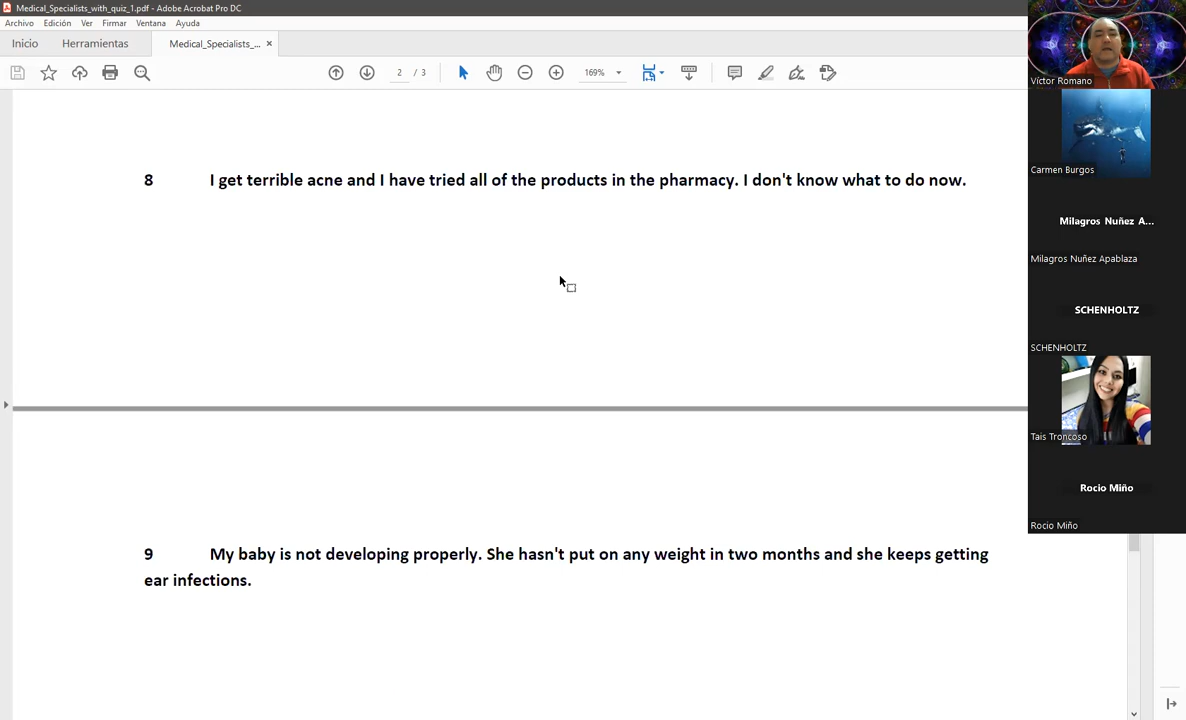 Medical_Specialists_with_quiz_1.pdf - Adobe Acrobat Pro DC
Archivo Edición Ver Firmar Ventana Ayuda
Inicio Herramientas Medical_Specialists_... ×
2 / 3 169%
8 I get terrible acne and I have tried all of the products in the pharmacy. I don't know what to do now.
9 My baby is not developing properly. She hasn't put on any weight in two months and she keeps getting
ear infections.
Víctor Romano
Carmen Burgos
Milagros Nuñez A...
Milagros Nuñez Apablaza
SCHENHOLTZ
SCHENHOLTZ
Tais Troncoso
Rocio Miño
Rocio Miño